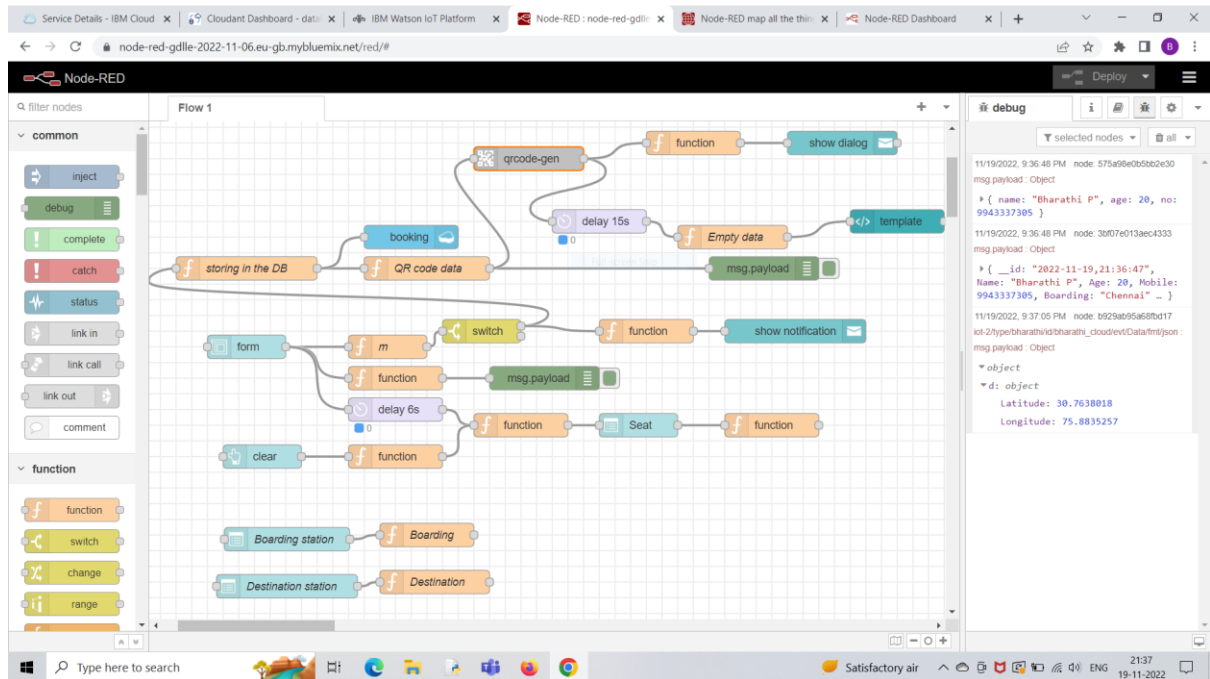 Service Details - IBM Cloud
Cloudant Dashboard - data
IBM Watson IoT Platform
Node-RED : node-red-gdlle
Node-RED map all the thin
Node-RED Dashboard
node-red-gdlle-2022-11-06.eu-gb.mybluemix.net/red/#
B
Node-RED
Deploy
filter nodes
Flow 1
debug
common
selected nodes
all
inject
debug
complete
catch
status
link in
link call
link out
comment
function
function
switch
change
range
qrcode-gen
function
show dialog
delay 15s
0
Empty data
template
booking
storing in the DB
QR code data
msg.payload
form
m
switch
function
show notification
function
msg.payload
delay 6s
0
function
Seat
function
clear
function
Boarding station
Boarding
Destination station
Destination
11/19/2022, 9:36:48 PM node: 575a98e0b5bb2e30
msg.payload : Object
{ name: "Bharathi P", age: 20, no:
9943337305 }
11/19/2022, 9:36:48 PM node: 3bf07e013aec4333
msg.payload : Object
{ __id: "2022-11-19,21:36:47",
Name: "Bharathi P", Age: 20, Mobile:
9943337305, Boarding: "Chennai" … }
11/19/2022, 9:37:05 PM node: b929ab95a68fbd17
iot-2/type/bharathi/id/bharathi_cloud/evt/Data/fmt/json :
msg.payload : Object
object
d: object
Latitude: 30.7638018
Longitude: 75.8835257
Type here to search
Satisfactory air
ENG
21:37
19-11-2022